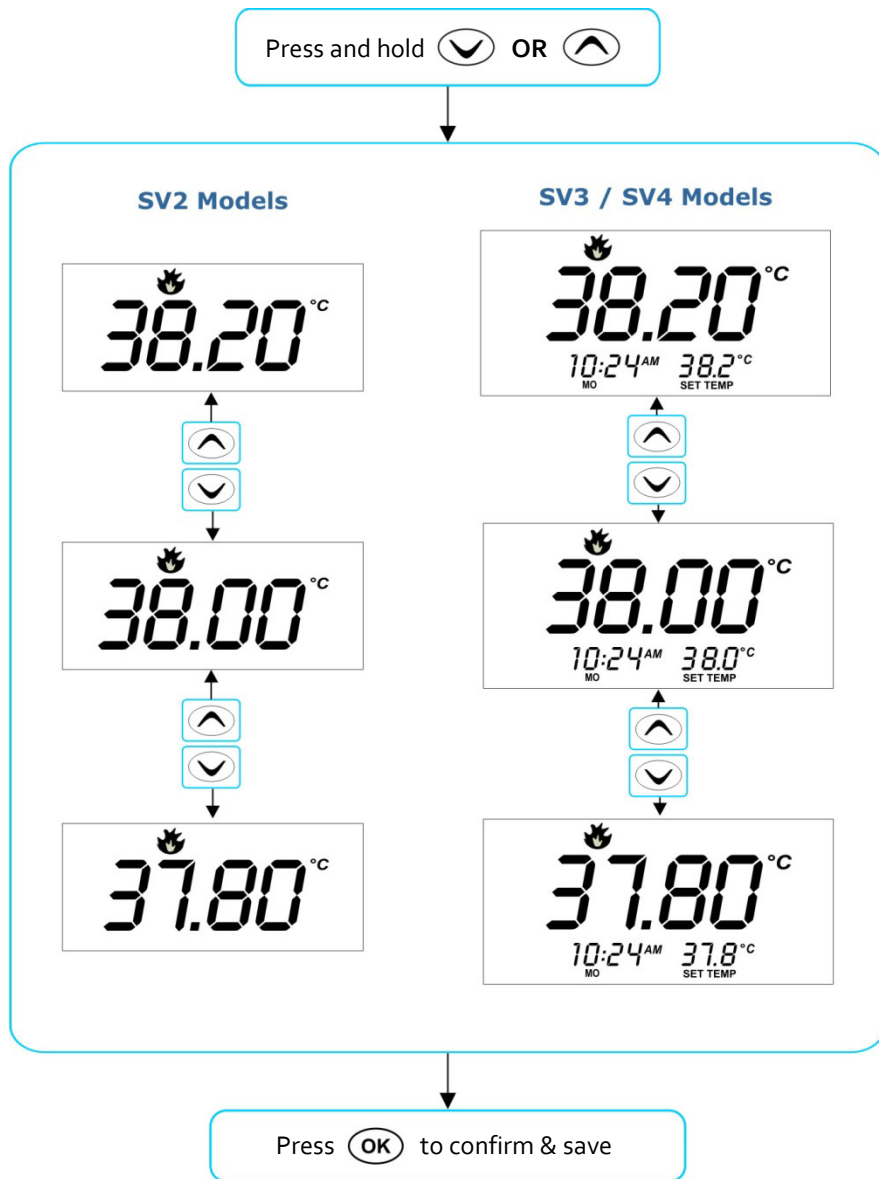 Press and hold OR
SV2 Models
38.20°C
38.00°C
37.80°C
SV3 / SV4 Models
38.20°C
10:24AM 38.2°C
MO SET TEMP
38.00°C
10:24AM 38.0°C
MO SET TEMP
37.80°C
10:24AM 37.8°C
MO SET TEMP
Press OK to confirm & save